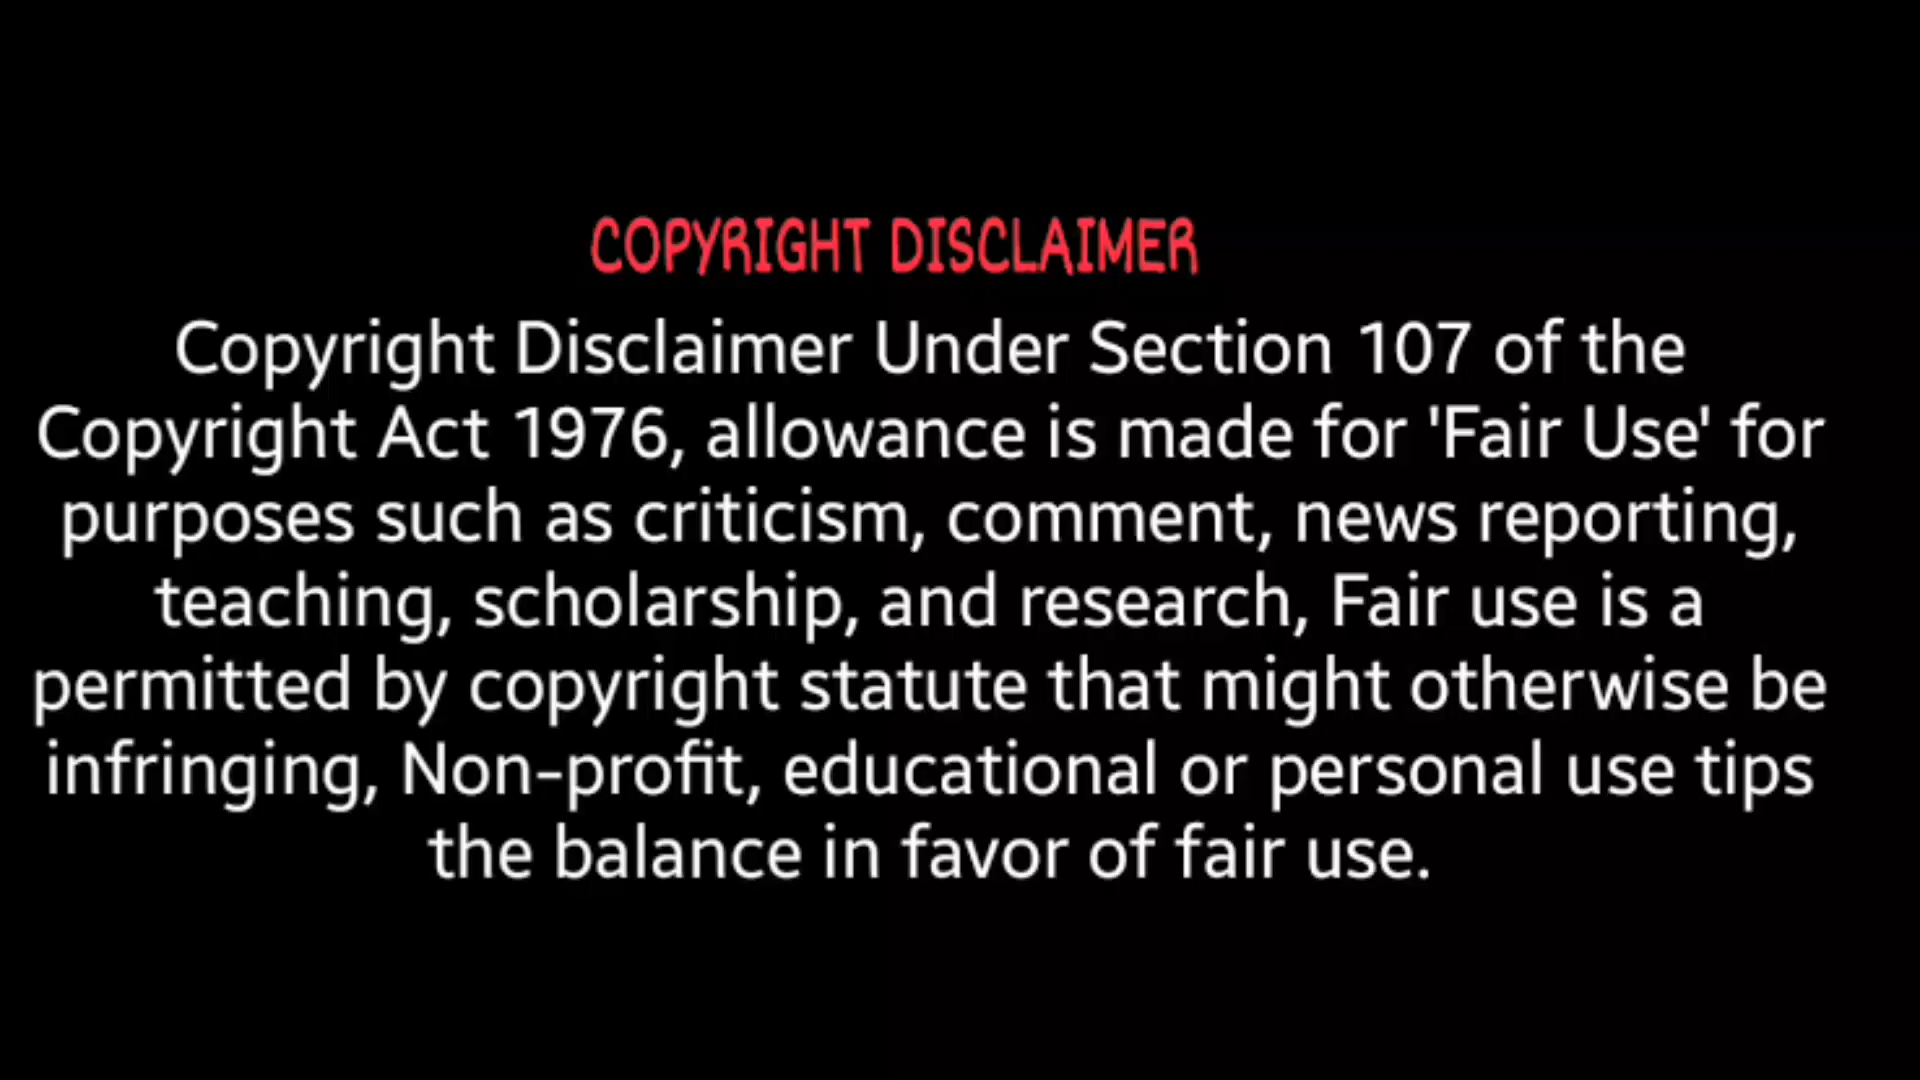 COPYRIGHT DISCLAIMER
Copyright Disclaimer Under Section 107 of the
Copyright Act 1976, allowance is made for 'Fair Use' for
purposes such as criticism, comment, news reporting,
teaching, scholarship, and research, Fair use is a
permitted by copyright statute that might otherwise be
infringing, Non-profit, educational or personal use tips
the balance in favor of fair use.